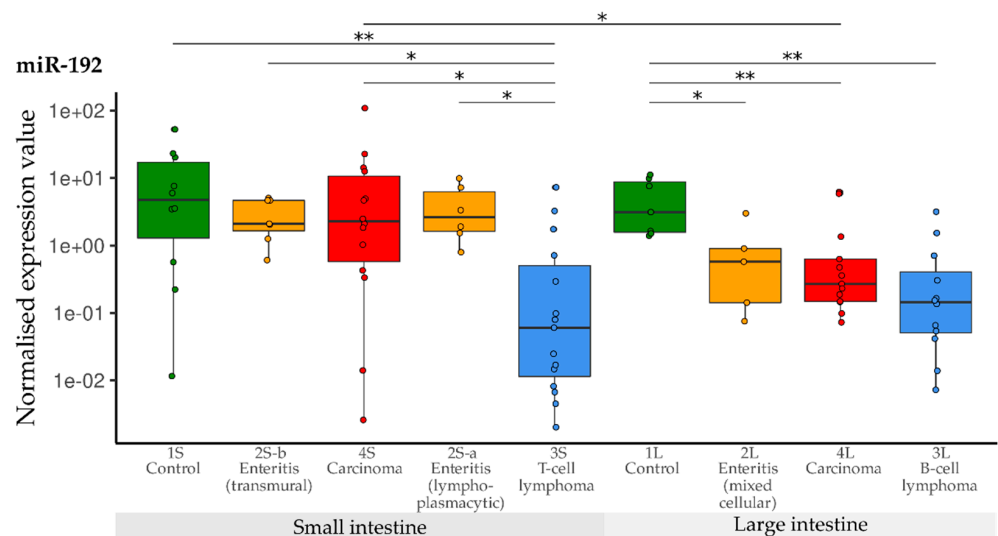 *
**
*
**
miR-192
*
**
*
*
Normalised expression value
1e+02
1e+01
1e+00
1e-01
1e-02
1S
Control
2S-b
Enteritis
(transmural)
4S
Carcinoma
2S-a
Enteritis
(lympho-
plasmacytic)
3S
T-cell
lymphoma
1L
Control
2L
Enteritis
(mixed
cellular)
4L
Carcinoma
3L
B-cell
lymphoma
Small intestine
Large intestine